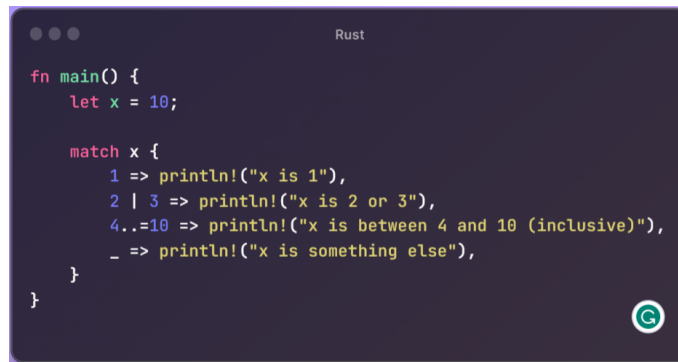 Rust
fn main() {
    let x = 10;

    match x {
        1 => println!("x is 1"),
        2 | 3 => println!("x is 2 or 3"),
        4..=10 => println!("x is between 4 and 10 (inclusive)"),
        _ => println!("x is something else"),
    }
}